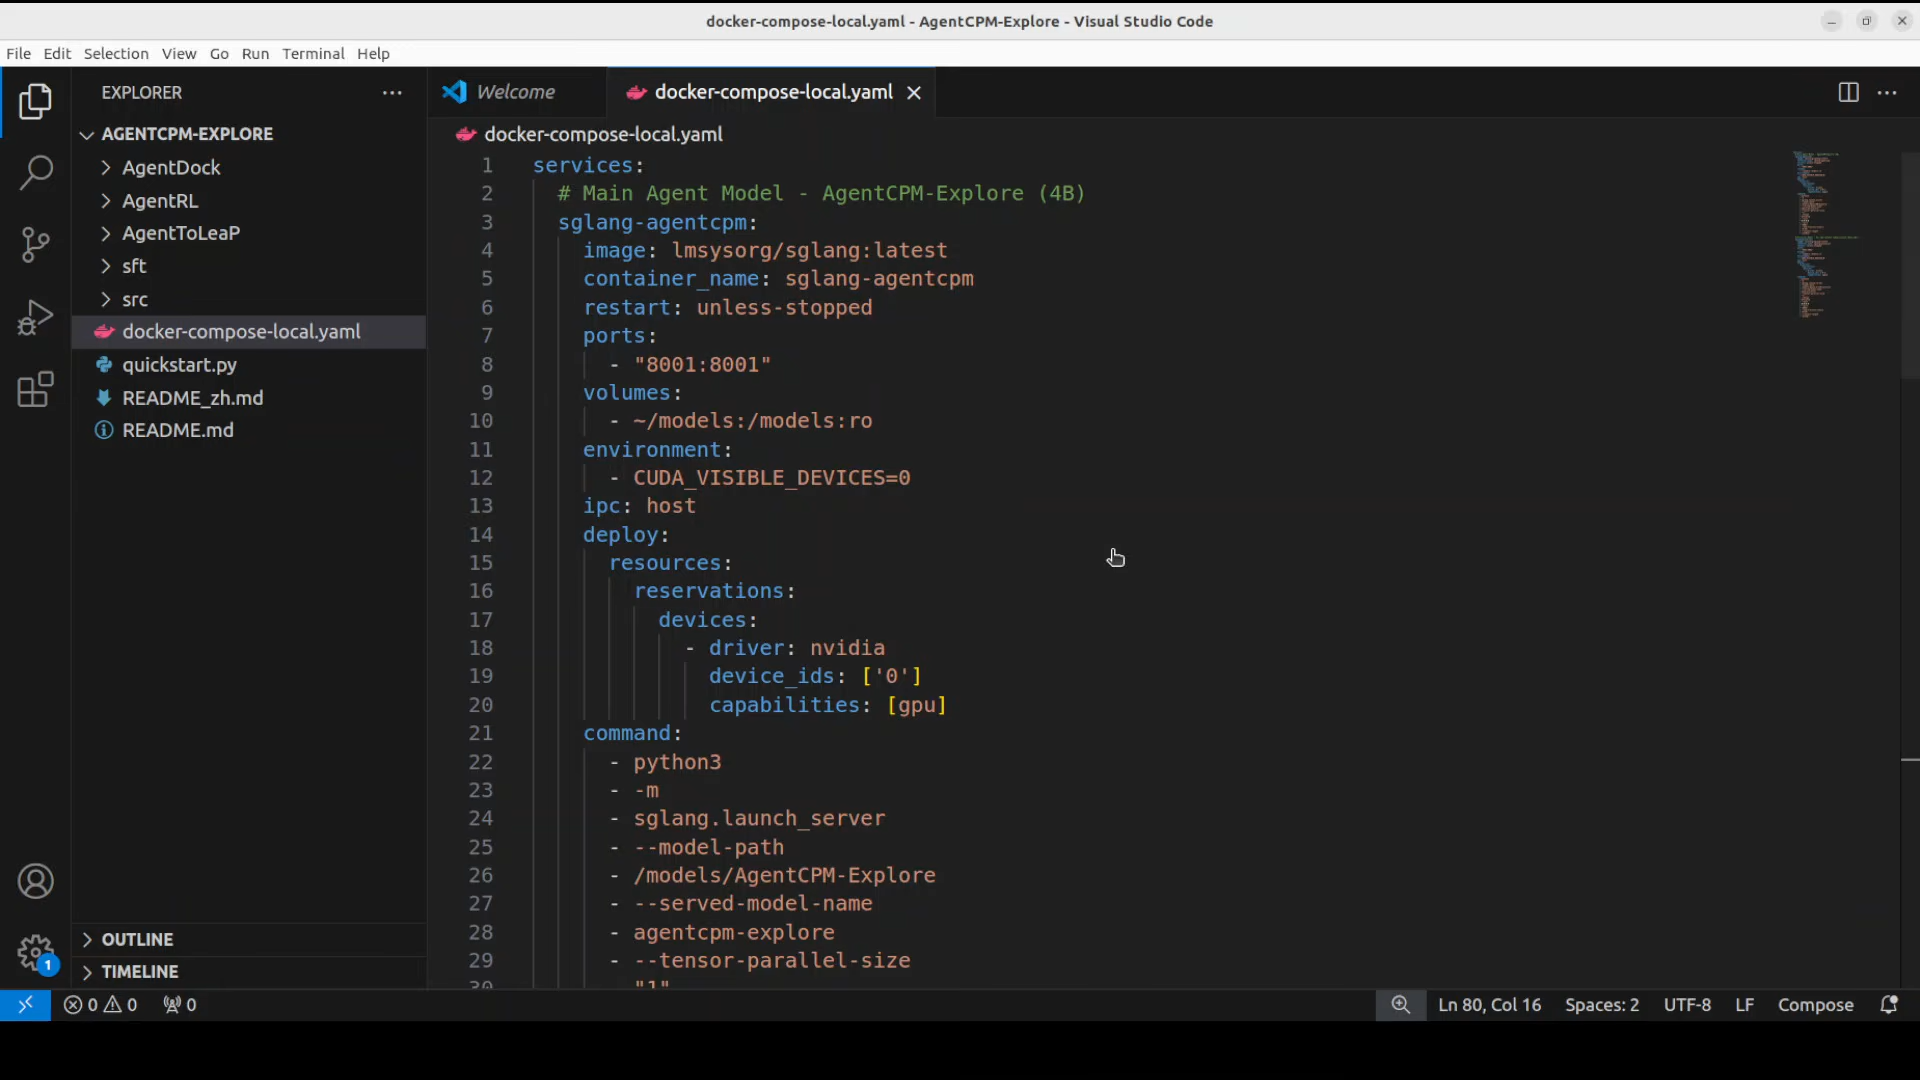 docker-compose-local.yaml - AgentCPM-Explore - Visual Studio Code
File Edit Selection View Go Run Terminal Help
EXPLORER
Welcome
docker-compose-local.yaml
AGENTCPM-EXPLORE
AgentDock
AgentRL
AgentToLeaP
sft
src
docker-compose-local.yaml
quickstart.py
README_zh.md
README.md
OUTLINE
TIMELINE
docker-compose-local.yaml
1 services:
2 # Main Agent Model - AgentCPM-Explore (4B)
3 sglang-agentcpm:
4 image: lmsysorg/sglang:latest
5 container_name: sglang-agentcpm
6 restart: unless-stopped
7 ports:
8 - "8001:8001"
9 volumes:
10 - ~/models:/models:ro
11 environment:
12 - CUDA_VISIBLE_DEVICES=0
13 ipc: host
14 deploy:
15 resources:
16 reservations:
17 devices:
18 - driver: nvidia
19 device_ids: ['0']
20 capabilities: [gpu]
21 command:
22 - python3
23 - -m
24 - sglang.launch_server
25 - --model-path
26 - /models/AgentCPM-Explore
27 - --served-model-name
28 - agentcpm-explore
29 - --tensor-parallel-size
30 - "1"
1
0 0 0
Ln 80, Col 16 Spaces: 2 UTF-8 LF Compose